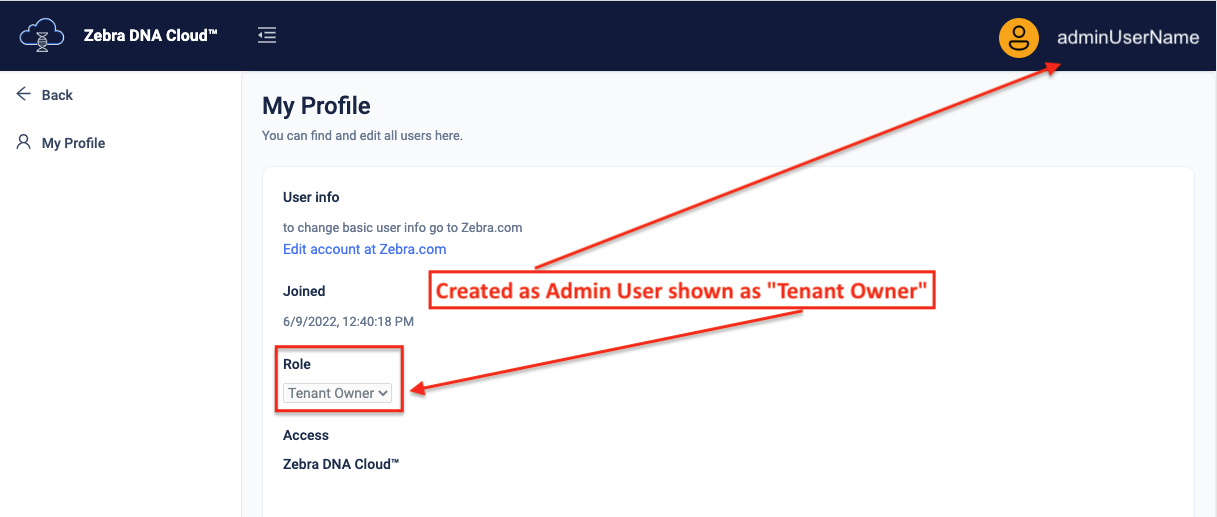 Zebra DNA Cloud™
adminUserName
Back
My Profile
My Profile
You can find and edit all users here.
User info
to change basic user info go to Zebra.com
Edit account at Zebra.com
Created as Admin User shown as "Tenant Owner"
Joined
6/9/2022, 12:40:18 PM
Role
Tenant Owner
Access
Zebra DNA Cloud™